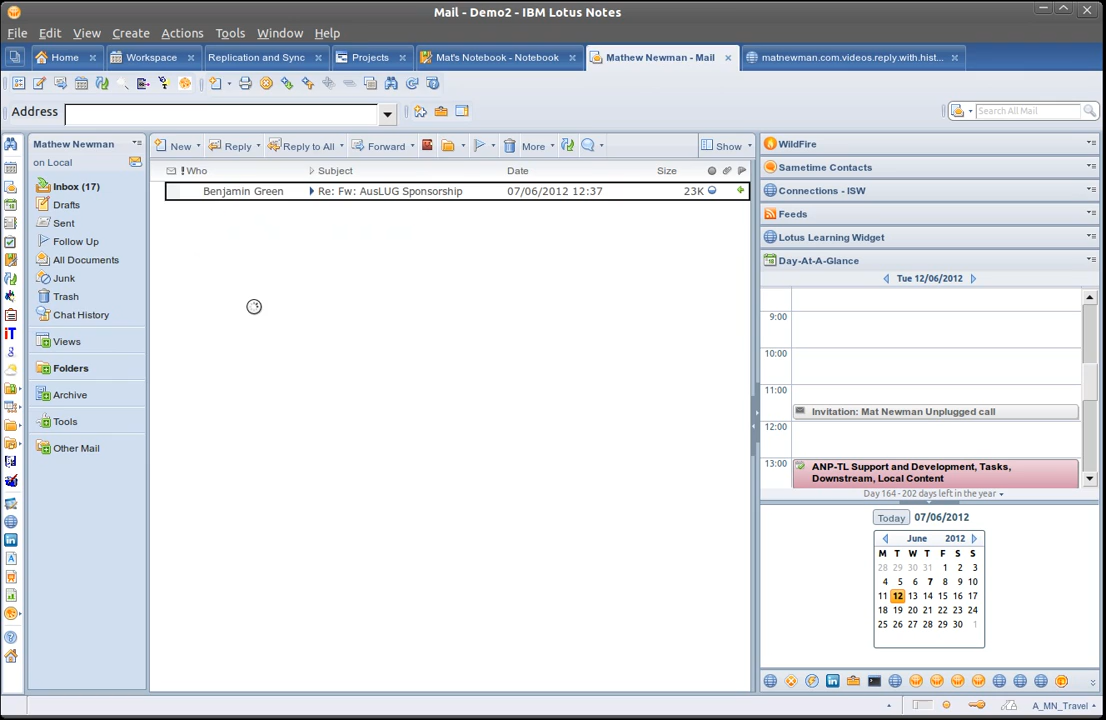 Mail - Demo2 - IBM Lotus Notes
File Edit View Create Actions Tools Window Help
Home Workspace Replication and Sync Projects Mat's Notebook - Notebook Mathew Newman - Mail matnewman.com.videos.reply.with.hist...
Address
Search All Mail
Mathew Newman
on Local
Inbox (17)
Drafts
Sent
Follow Up
All Documents
Junk
Trash
Chat History
Views
Folders
Archive
Tools
Other Mail
New Reply Reply to All Forward More Show
! Who Subject Date Size
Benjamin Green Re: Fw: AusLUG Sponsorship 07/06/2012 12:37 23K
WildFire
Sametime Contacts
Connections - ISW
Feeds
Lotus Learning Widget
Day-At-A-Glance
Tue 12/06/2012
9:00
10:00
11:00
Invitation: Mat Newman Unplugged call
12:00
13:00
ANP-TL Support and Development, Tasks,
Downstream, Local Content
Day 164 - 202 days left in the year
Today 07/06/2012
June 2012
M T W T F S S
28 29 30 31 1 2 3
4 5 6 7 8 9 10
11 12 13 14 15 16 17
18 19 20 21 22 23 24
25 26 27 28 29 30 1
A_MN_Travel